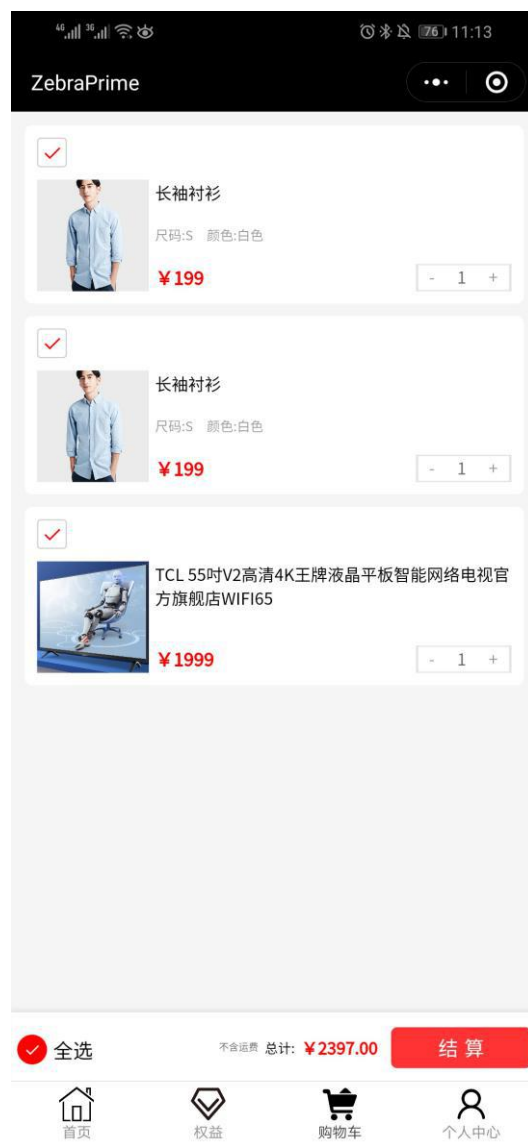 46 36 76 11:13
ZebraPrime
长袖衬衫
尺码:S 颜色:白色
￥199
- 1 +
长袖衬衫
尺码:S 颜色:白色
￥199
- 1 +
TCL 55吋V2高清4K王牌液晶平板智能网络电视官
方旗舰店WIFI65
￥1999
- 1 +
全选 不含运费 总计: ￥2397.00 结算
首页 权益 购物车 个人中心